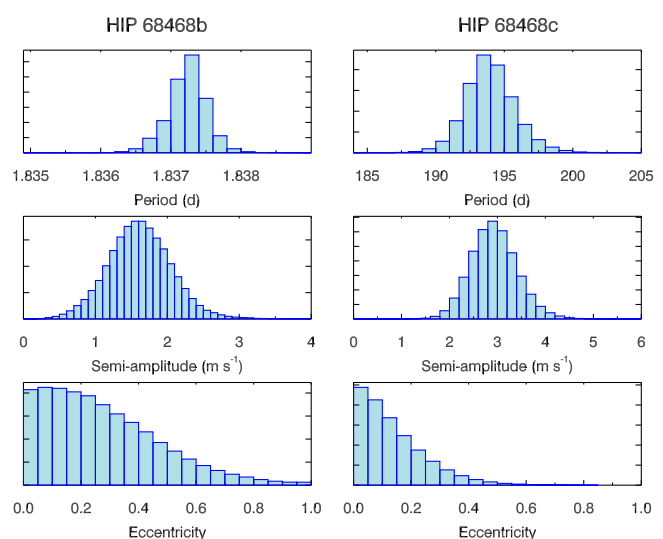 HIP 68468b HIP 68468c
1.835 1.836 1.837 1.838 185 190 195 200 205
Period (d) Period (d)
0 1 2 3 4 0 1 2 3 4 5 6
Semi-amplitude (m s⁻¹) Semi-amplitude (m s⁻¹)
0.0 0.2 0.4 0.6 0.8 1.0 0.0 0.2 0.4 0.6 0.8 1.0
Eccentricity Eccentricity